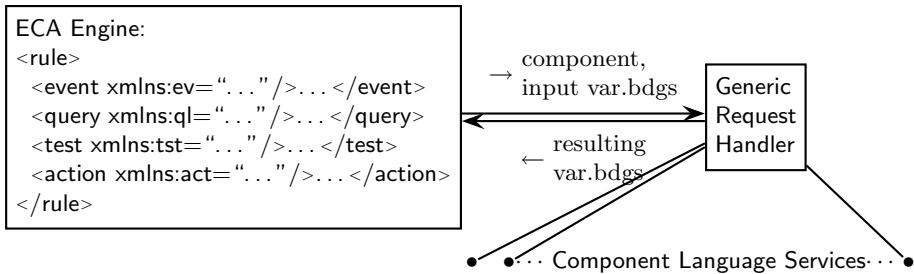 ECA Engine:
<rule>
<event xmlns:ev=“...”/>...</event>
<query xmlns:ql=“...”/>...</query>
<test xmlns:tst=“...”/>...</test>
<action xmlns:act=“...”/>...</action>
</rule>
→ component,
input var.bdgs
← resulting
var.bdgs
Generic
Request
Handler
••• Component Language Services •••